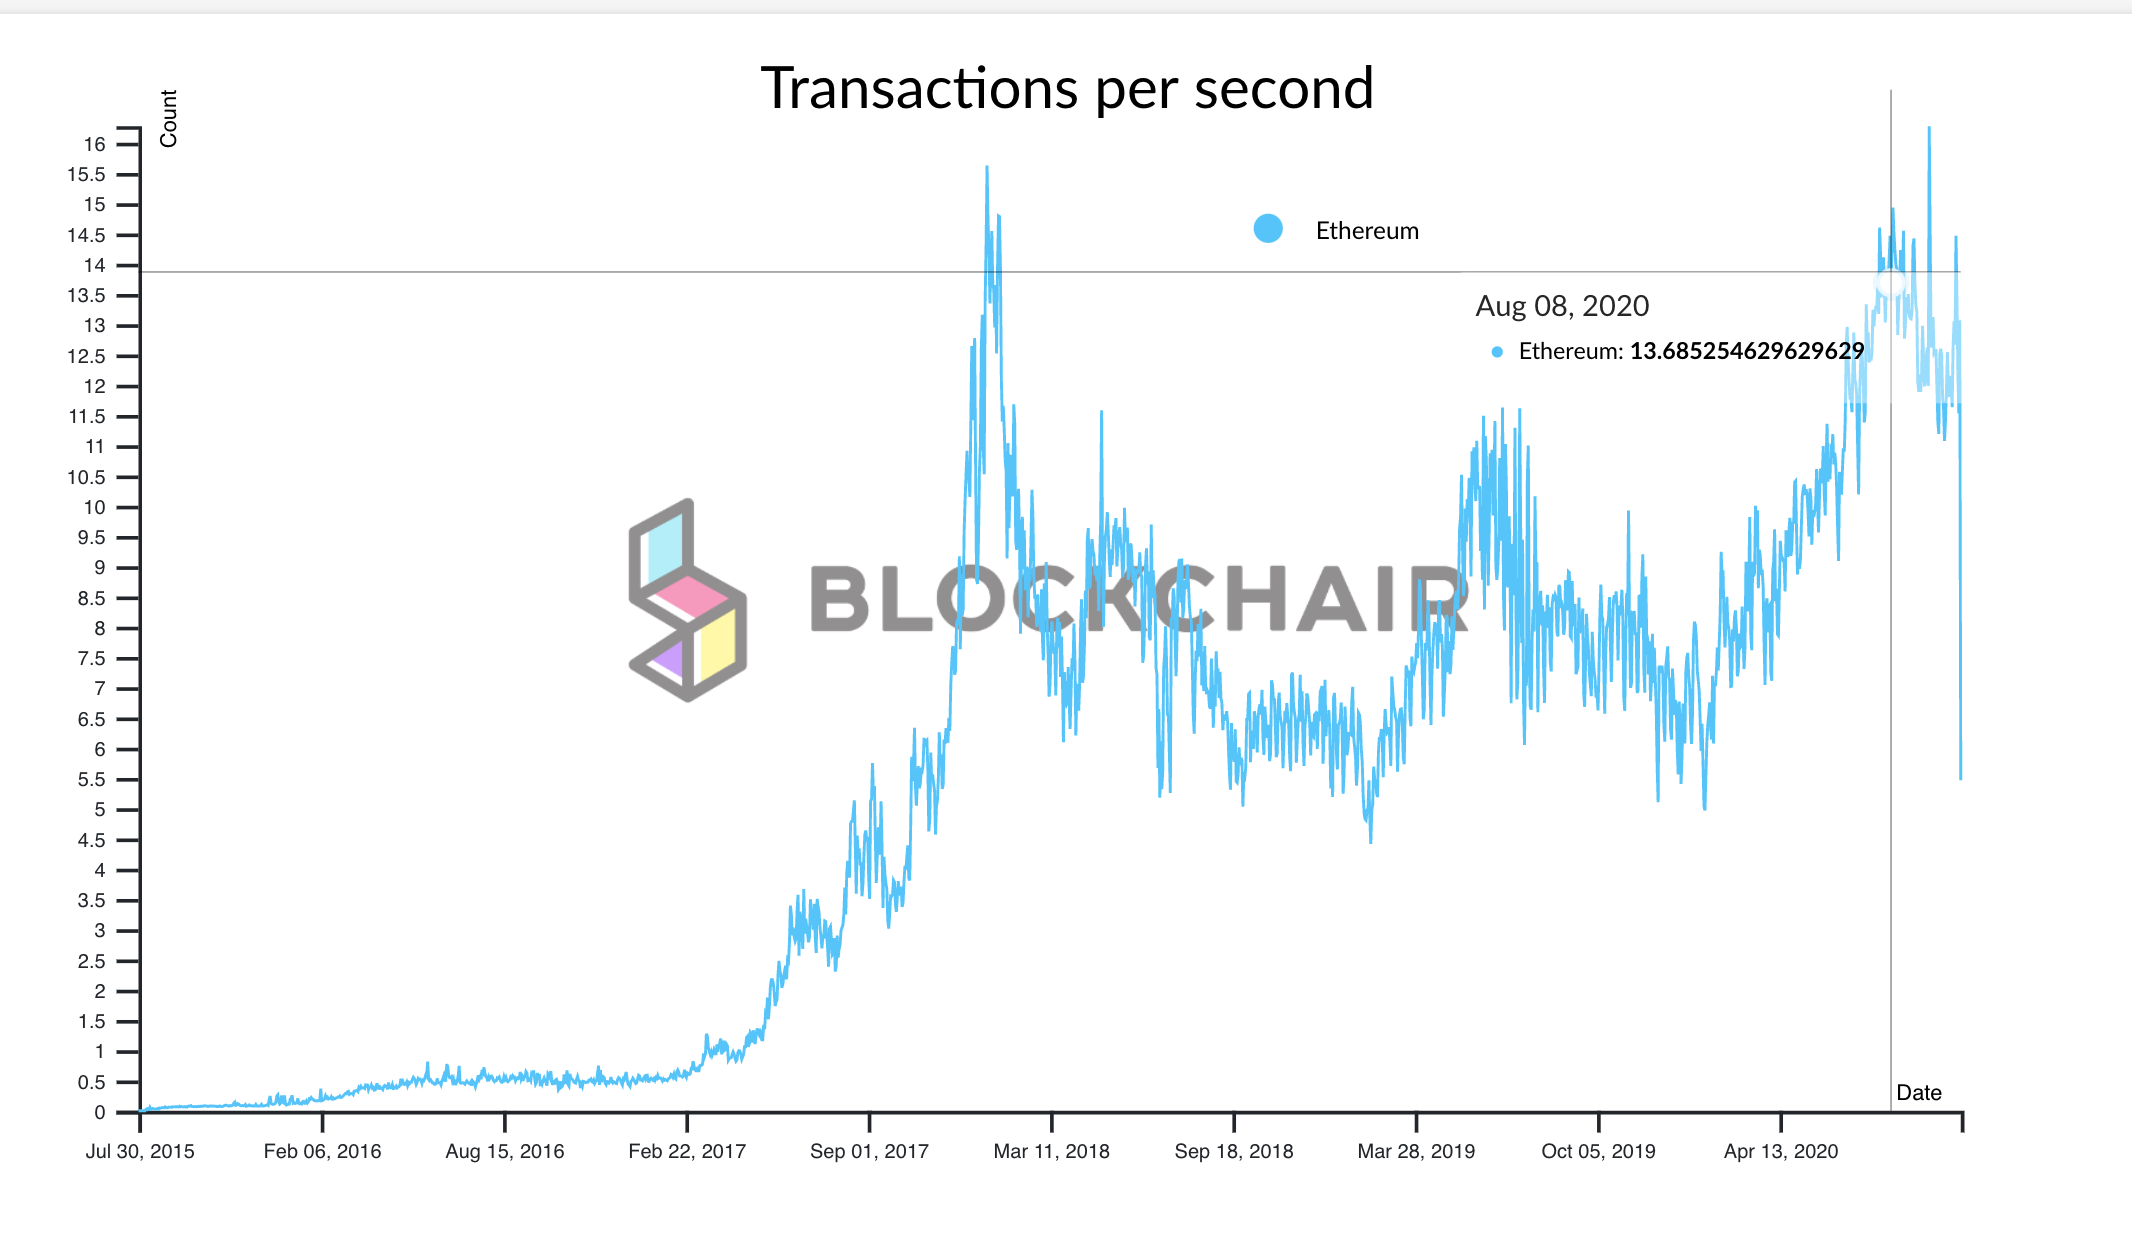 Transactions per second
Count
16
15.5
15
14.5
14
13.5
13
12.5
12
11.5
11
10.5
10
9.5
9
8.5
8
7.5
7
6.5
6
5.5
5
4.5
4
3.5
3
2.5
2
1.5
1
0.5
0
Ethereum
Aug 08, 2020
Ethereum: 13.685254629629629
BLOCKCHAIR
Date
Jul 30, 2015
Feb 06, 2016
Aug 15, 2016
Feb 22, 2017
Sep 01, 2017
Mar 11, 2018
Sep 18, 2018
Mar 28, 2019
Oct 05, 2019
Apr 13, 2020